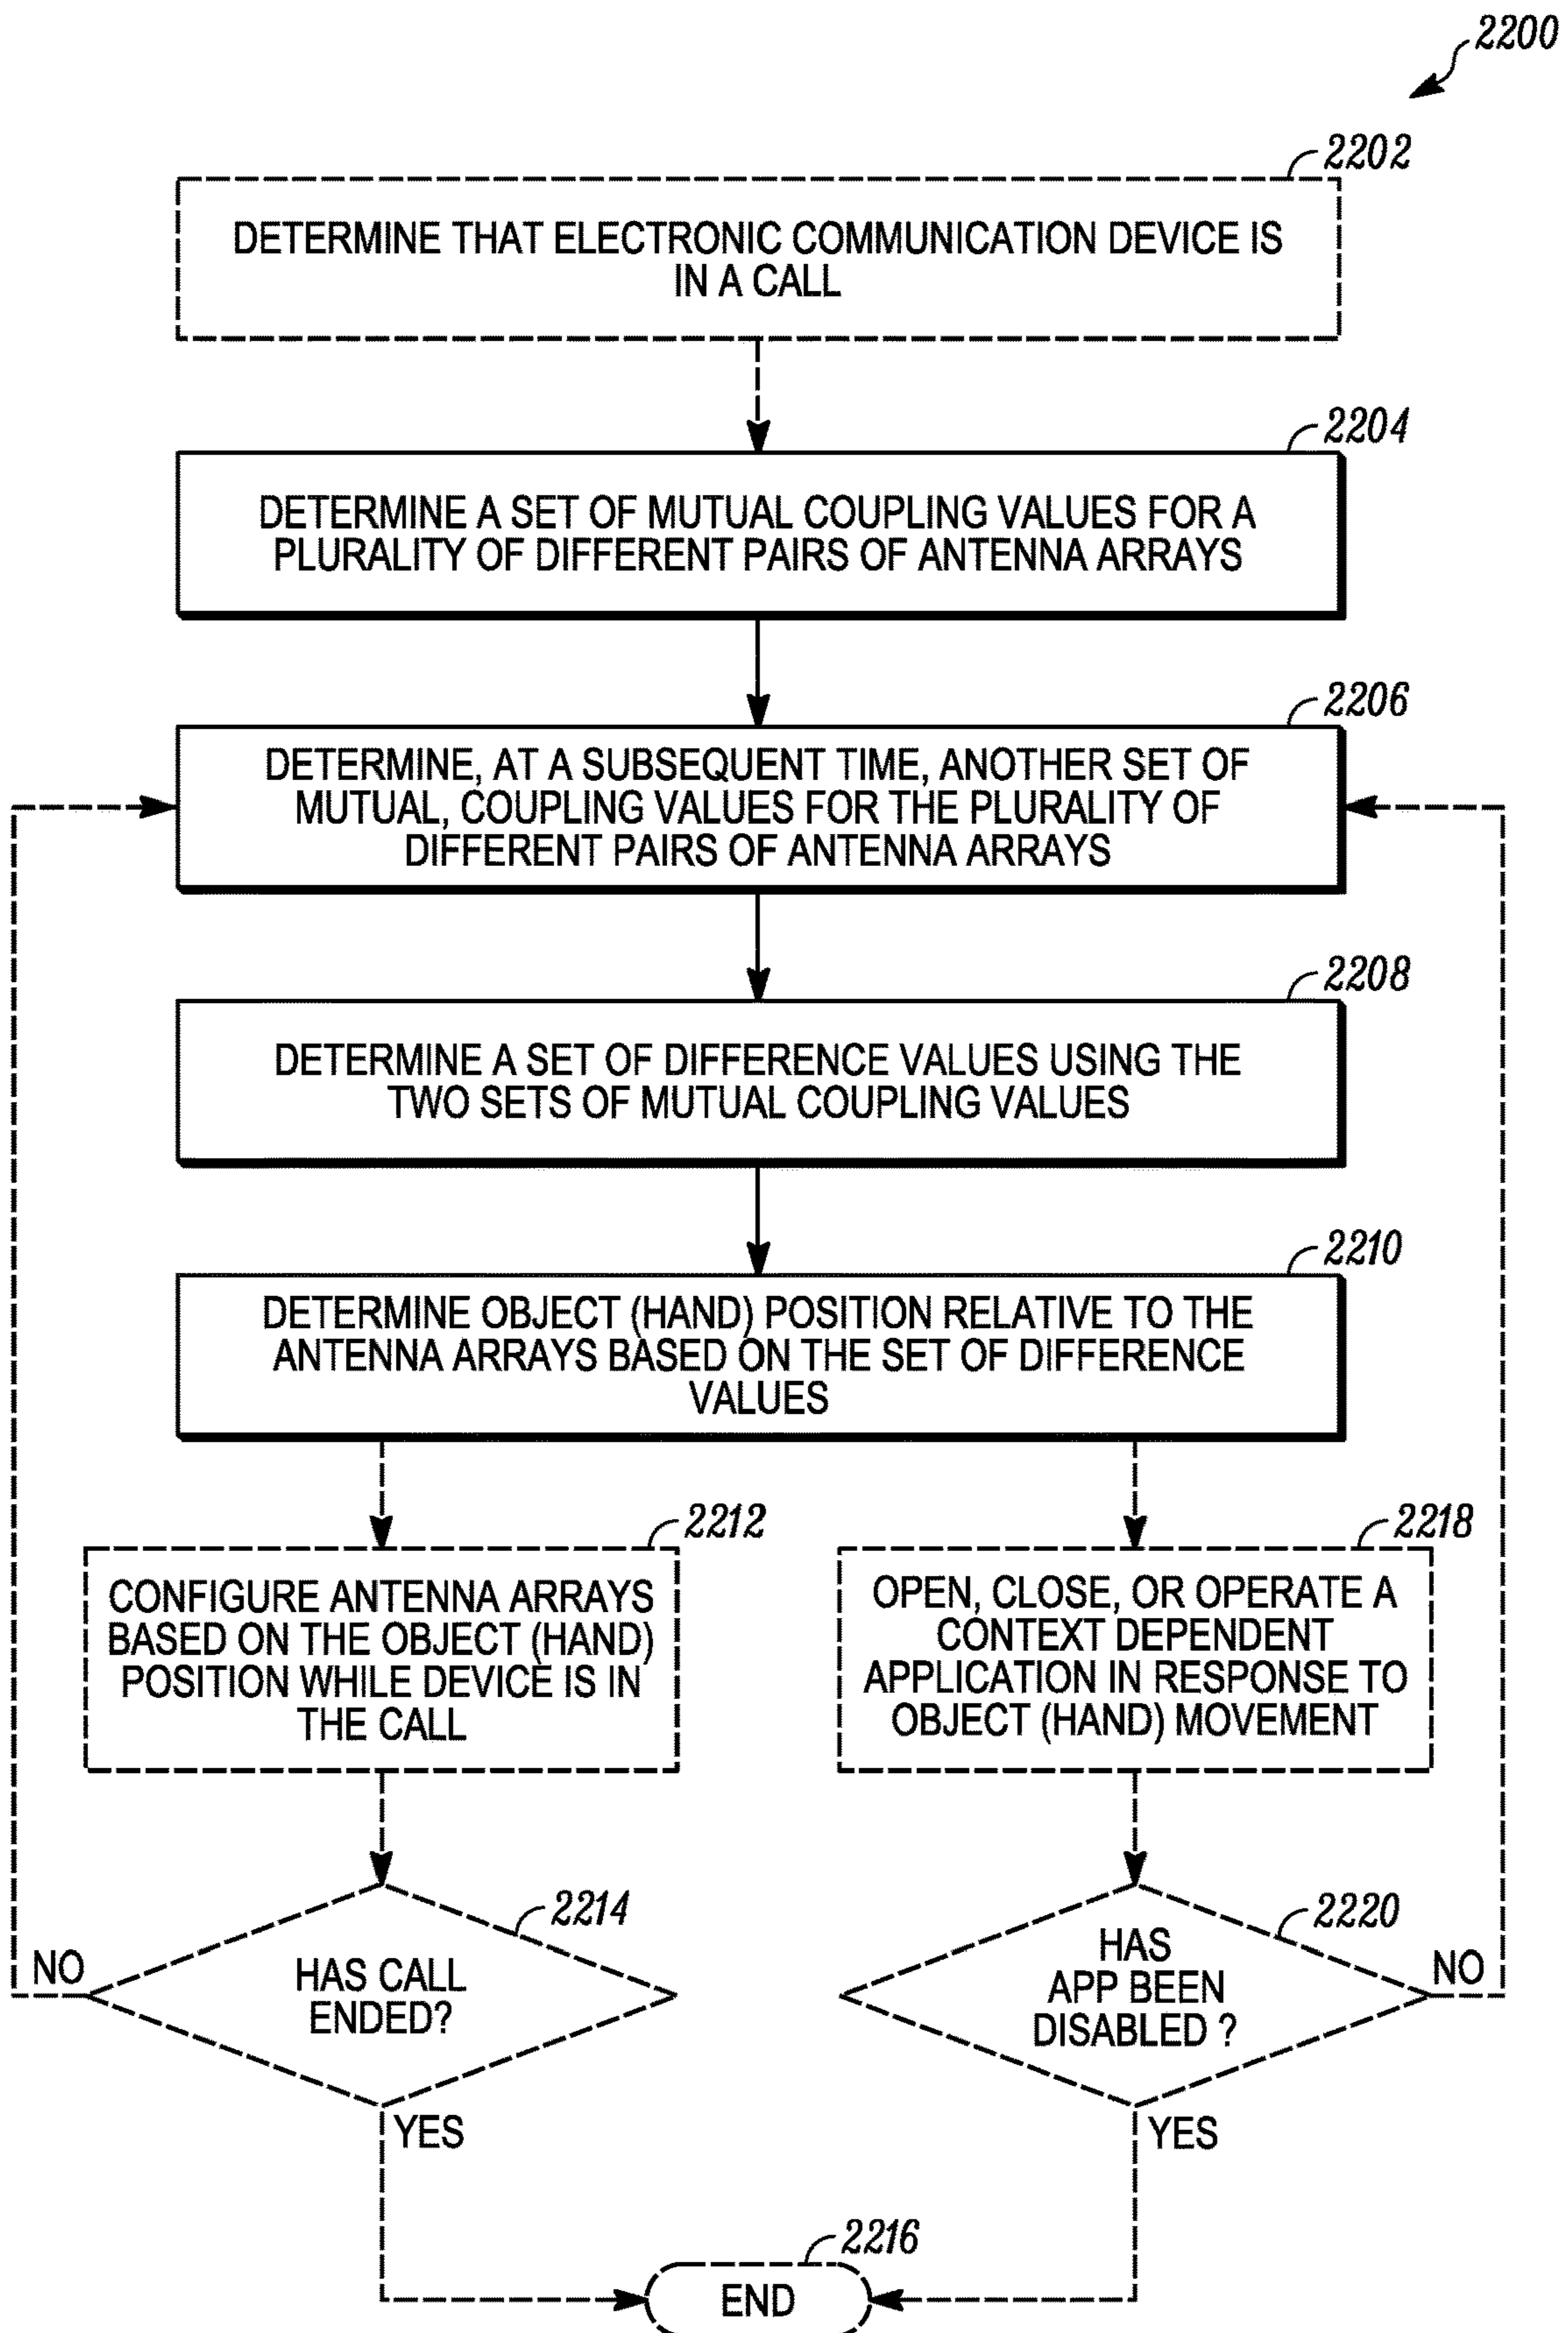 2200
2202
DETERMINE THAT ELECTRONIC COMMUNICATION DEVICE IS
IN A CALL
2204
DETERMINE A SET OF MUTUAL COUPLING VALUES FOR A
PLURALITY OF DIFFERENT PAIRS OF ANTENNA ARRAYS
2206
DETERMINE, AT A SUBSEQUENT TIME, ANOTHER SET OF
MUTUAL, COUPLING VALUES FOR THE PLURALITY OF
DIFFERENT PAIRS OF ANTENNA ARRAYS
2208
DETERMINE A SET OF DIFFERENCE VALUES USING THE
TWO SETS OF MUTUAL COUPLING VALUES
2210
DETERMINE OBJECT (HAND) POSITION RELATIVE TO THE
ANTENNA ARRAYS BASED ON THE SET OF DIFFERENCE
VALUES
2212
CONFIGURE ANTENNA ARRAYS
BASED ON THE OBJECT (HAND)
POSITION WHILE DEVICE IS IN
THE CALL
2218
OPEN, CLOSE, OR OPERATE A
CONTEXT DEPENDENT
APPLICATION IN RESPONSE TO
OBJECT (HAND) MOVEMENT
2214
HAS CALL
ENDED?
NO
YES
2220
HAS
APP BEEN
DISABLED ?
NO
YES
2216
END